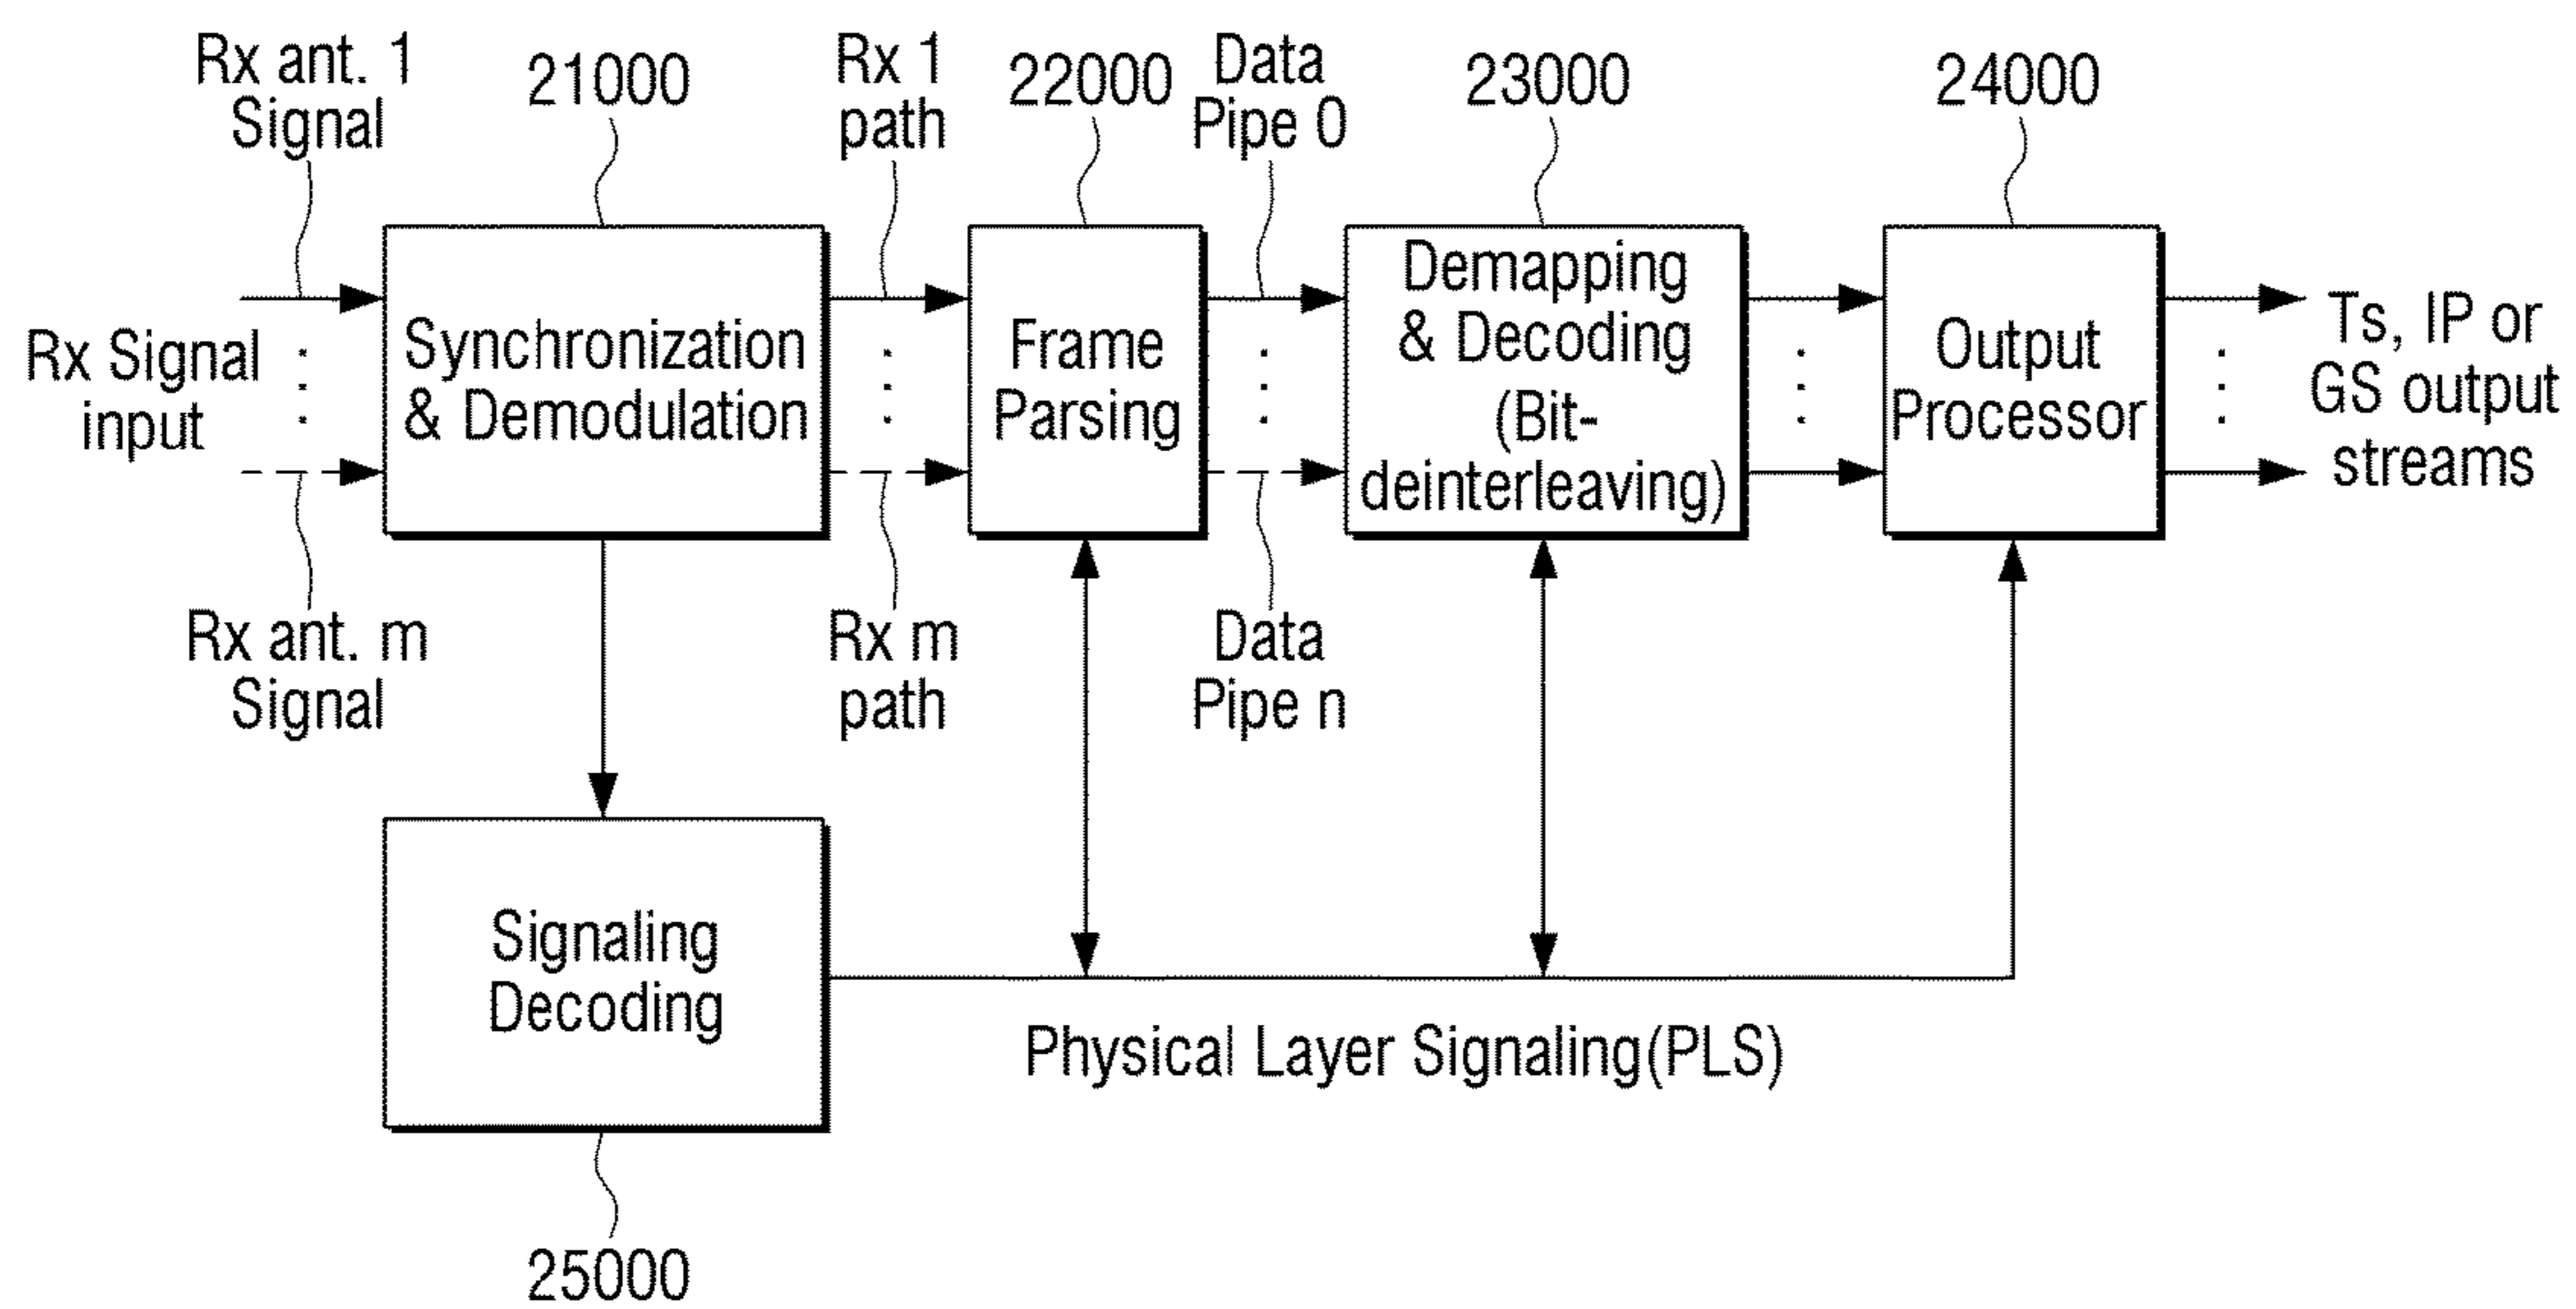 Rx ant. 1
Signal
21000
Rx 1
path
22000
Data
Pipe 0
23000
24000
Rx Signal
input
Synchronization
& Demodulation
Frame
Parsing
Demapping
& Decoding
(Bit-
deinterleaving)
Output
Processor
Ts, IP or
GS output
streams
Rx ant. m
Signal
Rx m
path
Data
Pipe n
Signaling
Decoding
Physical Layer Signaling(PLS)
25000